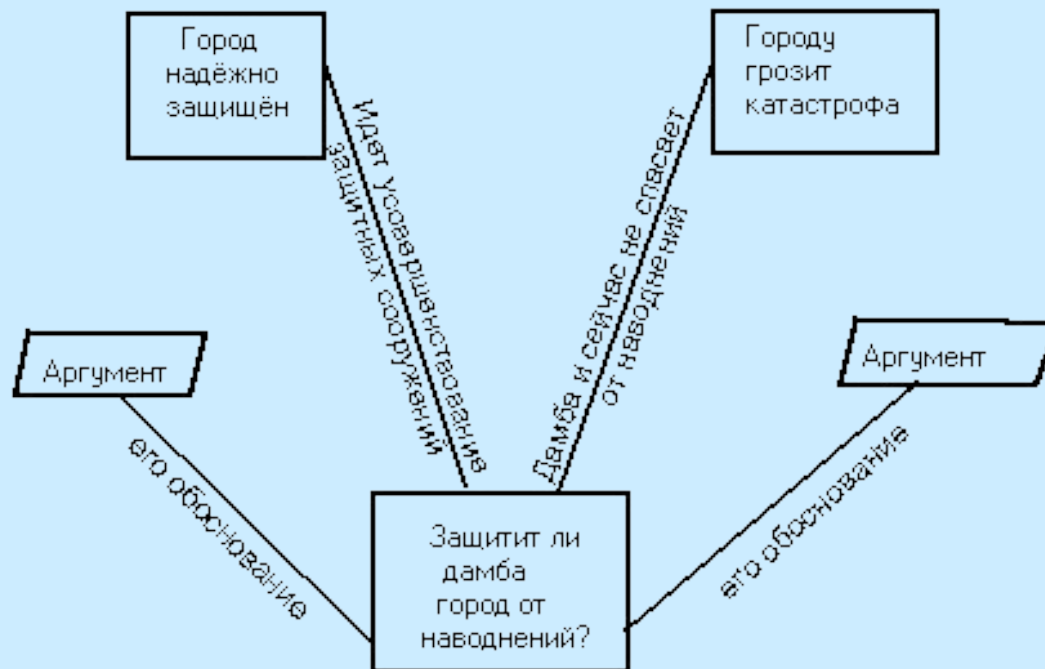 Город
надёжно
защищён
Городу
грозит
катастрофа
Идет усовершенствование
защитных сооружений
Дамба и сейчас не спасает
от наводнений
Аргумент
Аргумент
его обоснование
его обоснование
Защитит ли
дамба
город от
наводнений?